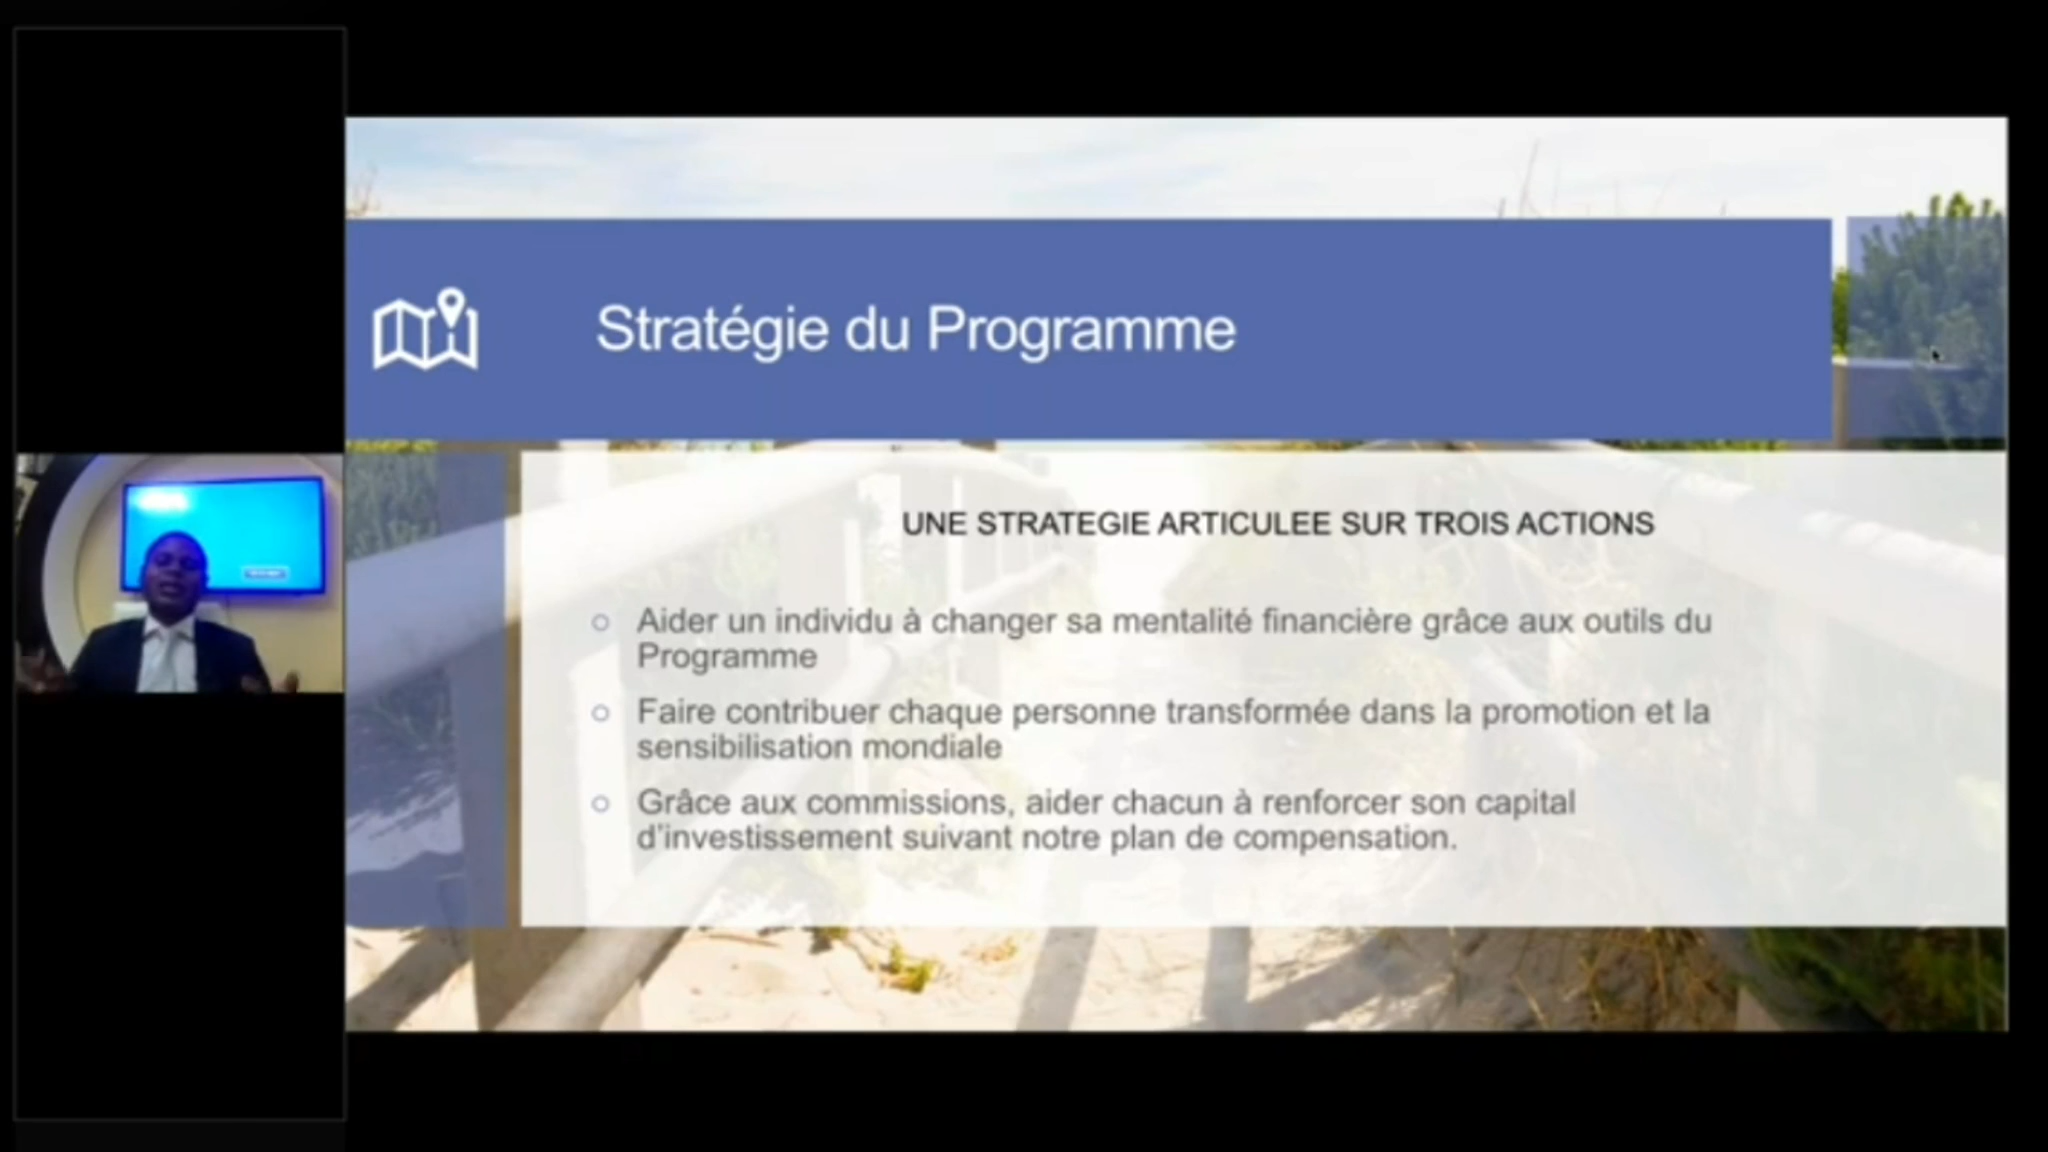 Stratégie du Programme
UNE STRATEGIE ARTICULEE SUR TROIS ACTIONS
Aider un individu à changer sa mentalité financière grâce aux outils du
Programme
Faire contribuer chaque personne transformée dans la promotion et la
sensibilisation mondiale
Grâce aux commissions, aider chacun à renforcer son capital
d'investissement suivant notre plan de compensation.